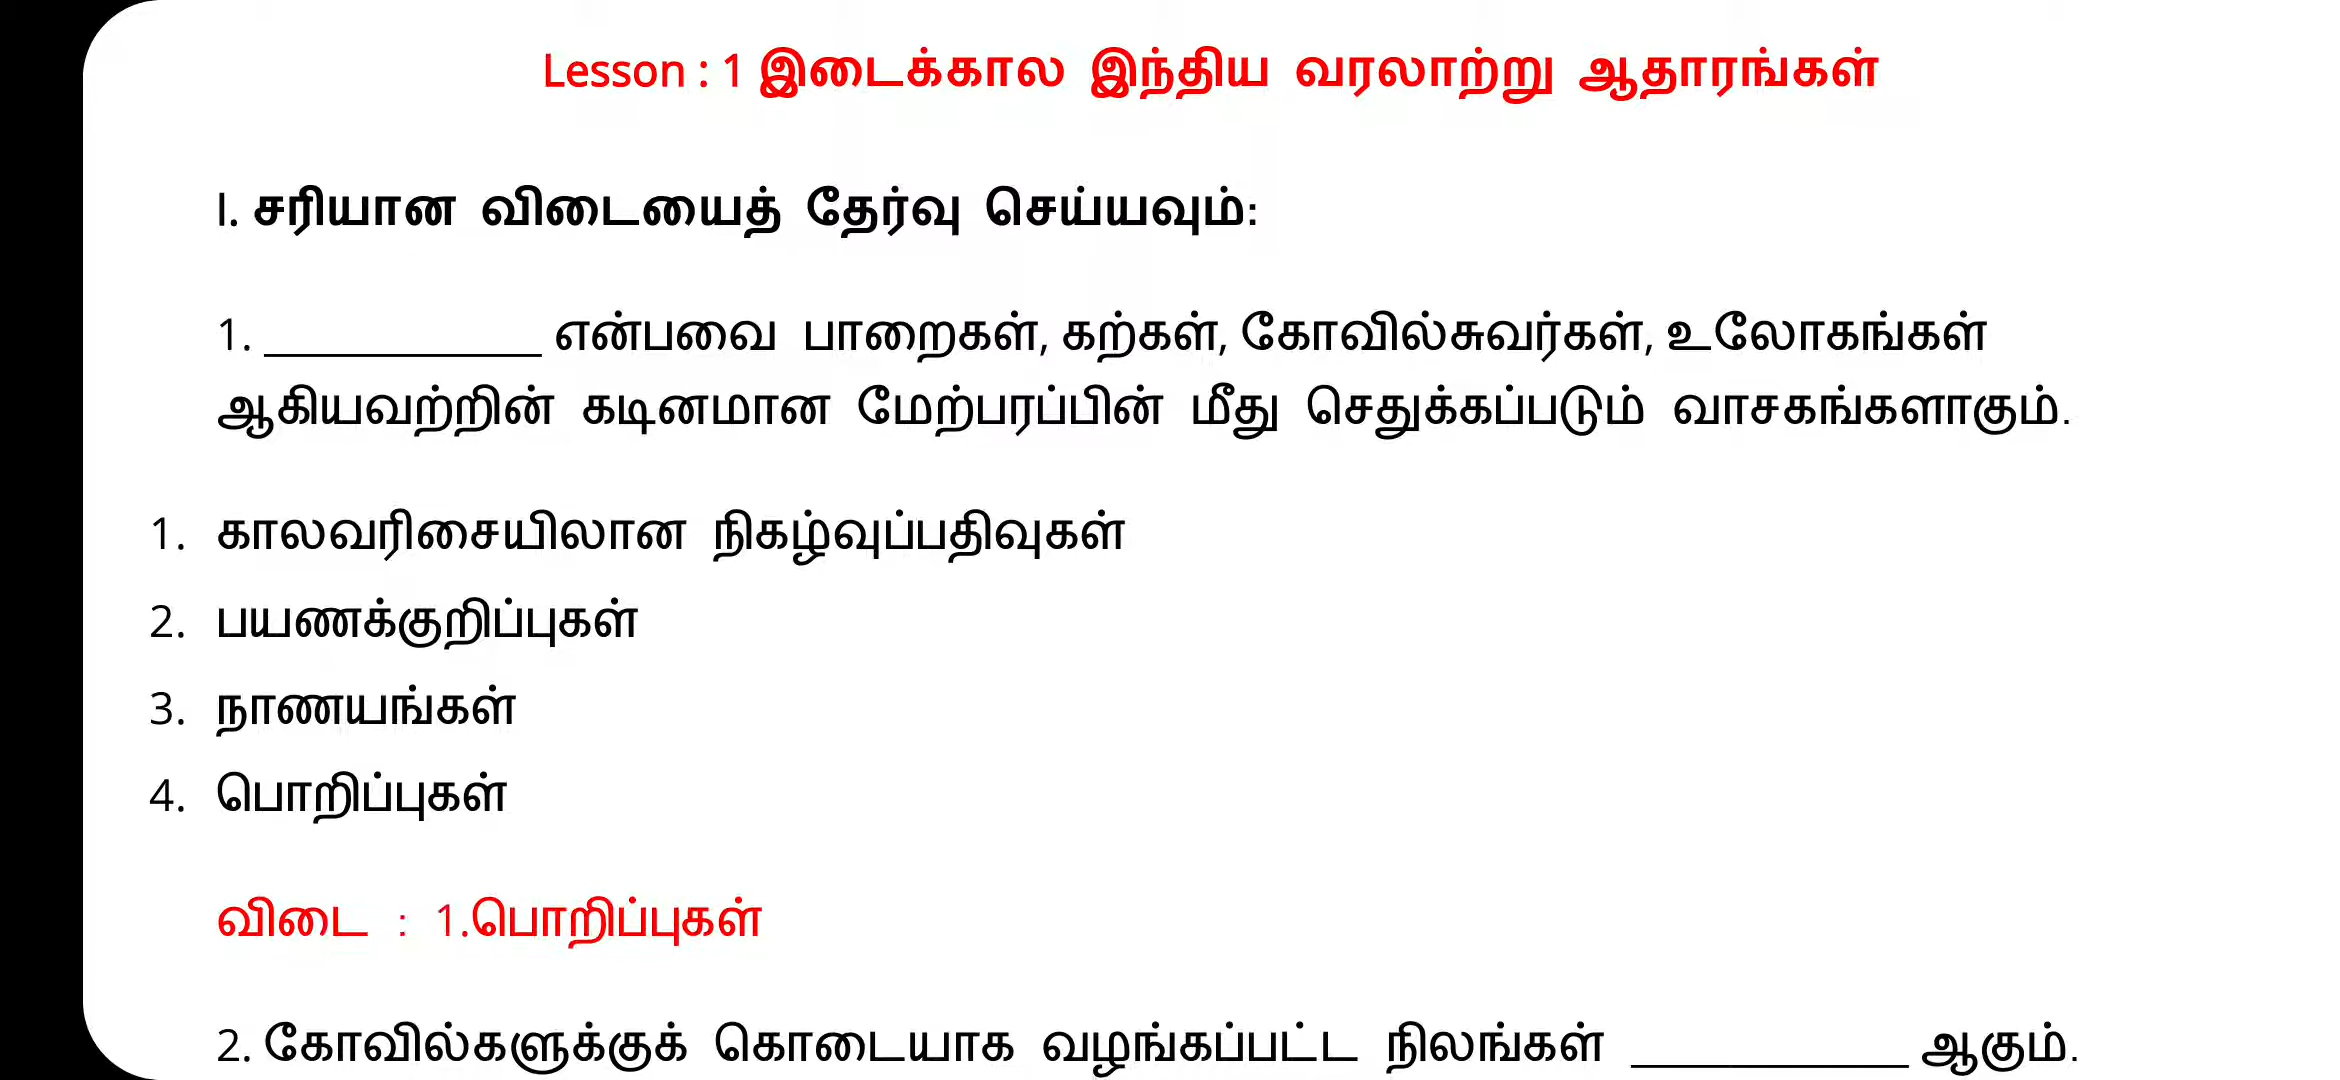 Lesson : 1 இடைக்கால இந்திய வரலாற்று ஆதாரங்கள்
I. சரியான விடையைத் தேர்வு செய்யவும்:
1. ______________ என்பவை பாறைகள், கற்கள், கோவில்சுவர்கள், உலோகங்கள்
ஆகியவற்றின் கடினமான மேற்பரப்பின் மீது செதுக்கப்படும் வாசகங்களாகும்.
1. காலவரிசையிலான நிகழ்வுப்பதிவுகள்
2. பயணக்குறிப்புகள்
3. நாணயங்கள்
4. பொறிப்புகள்
விடை : 1.பொறிப்புகள்
2. கோவில்களுக்குக் கொடையாக வழங்கப்பட்ட நிலங்கள் ______________ ஆகும்.